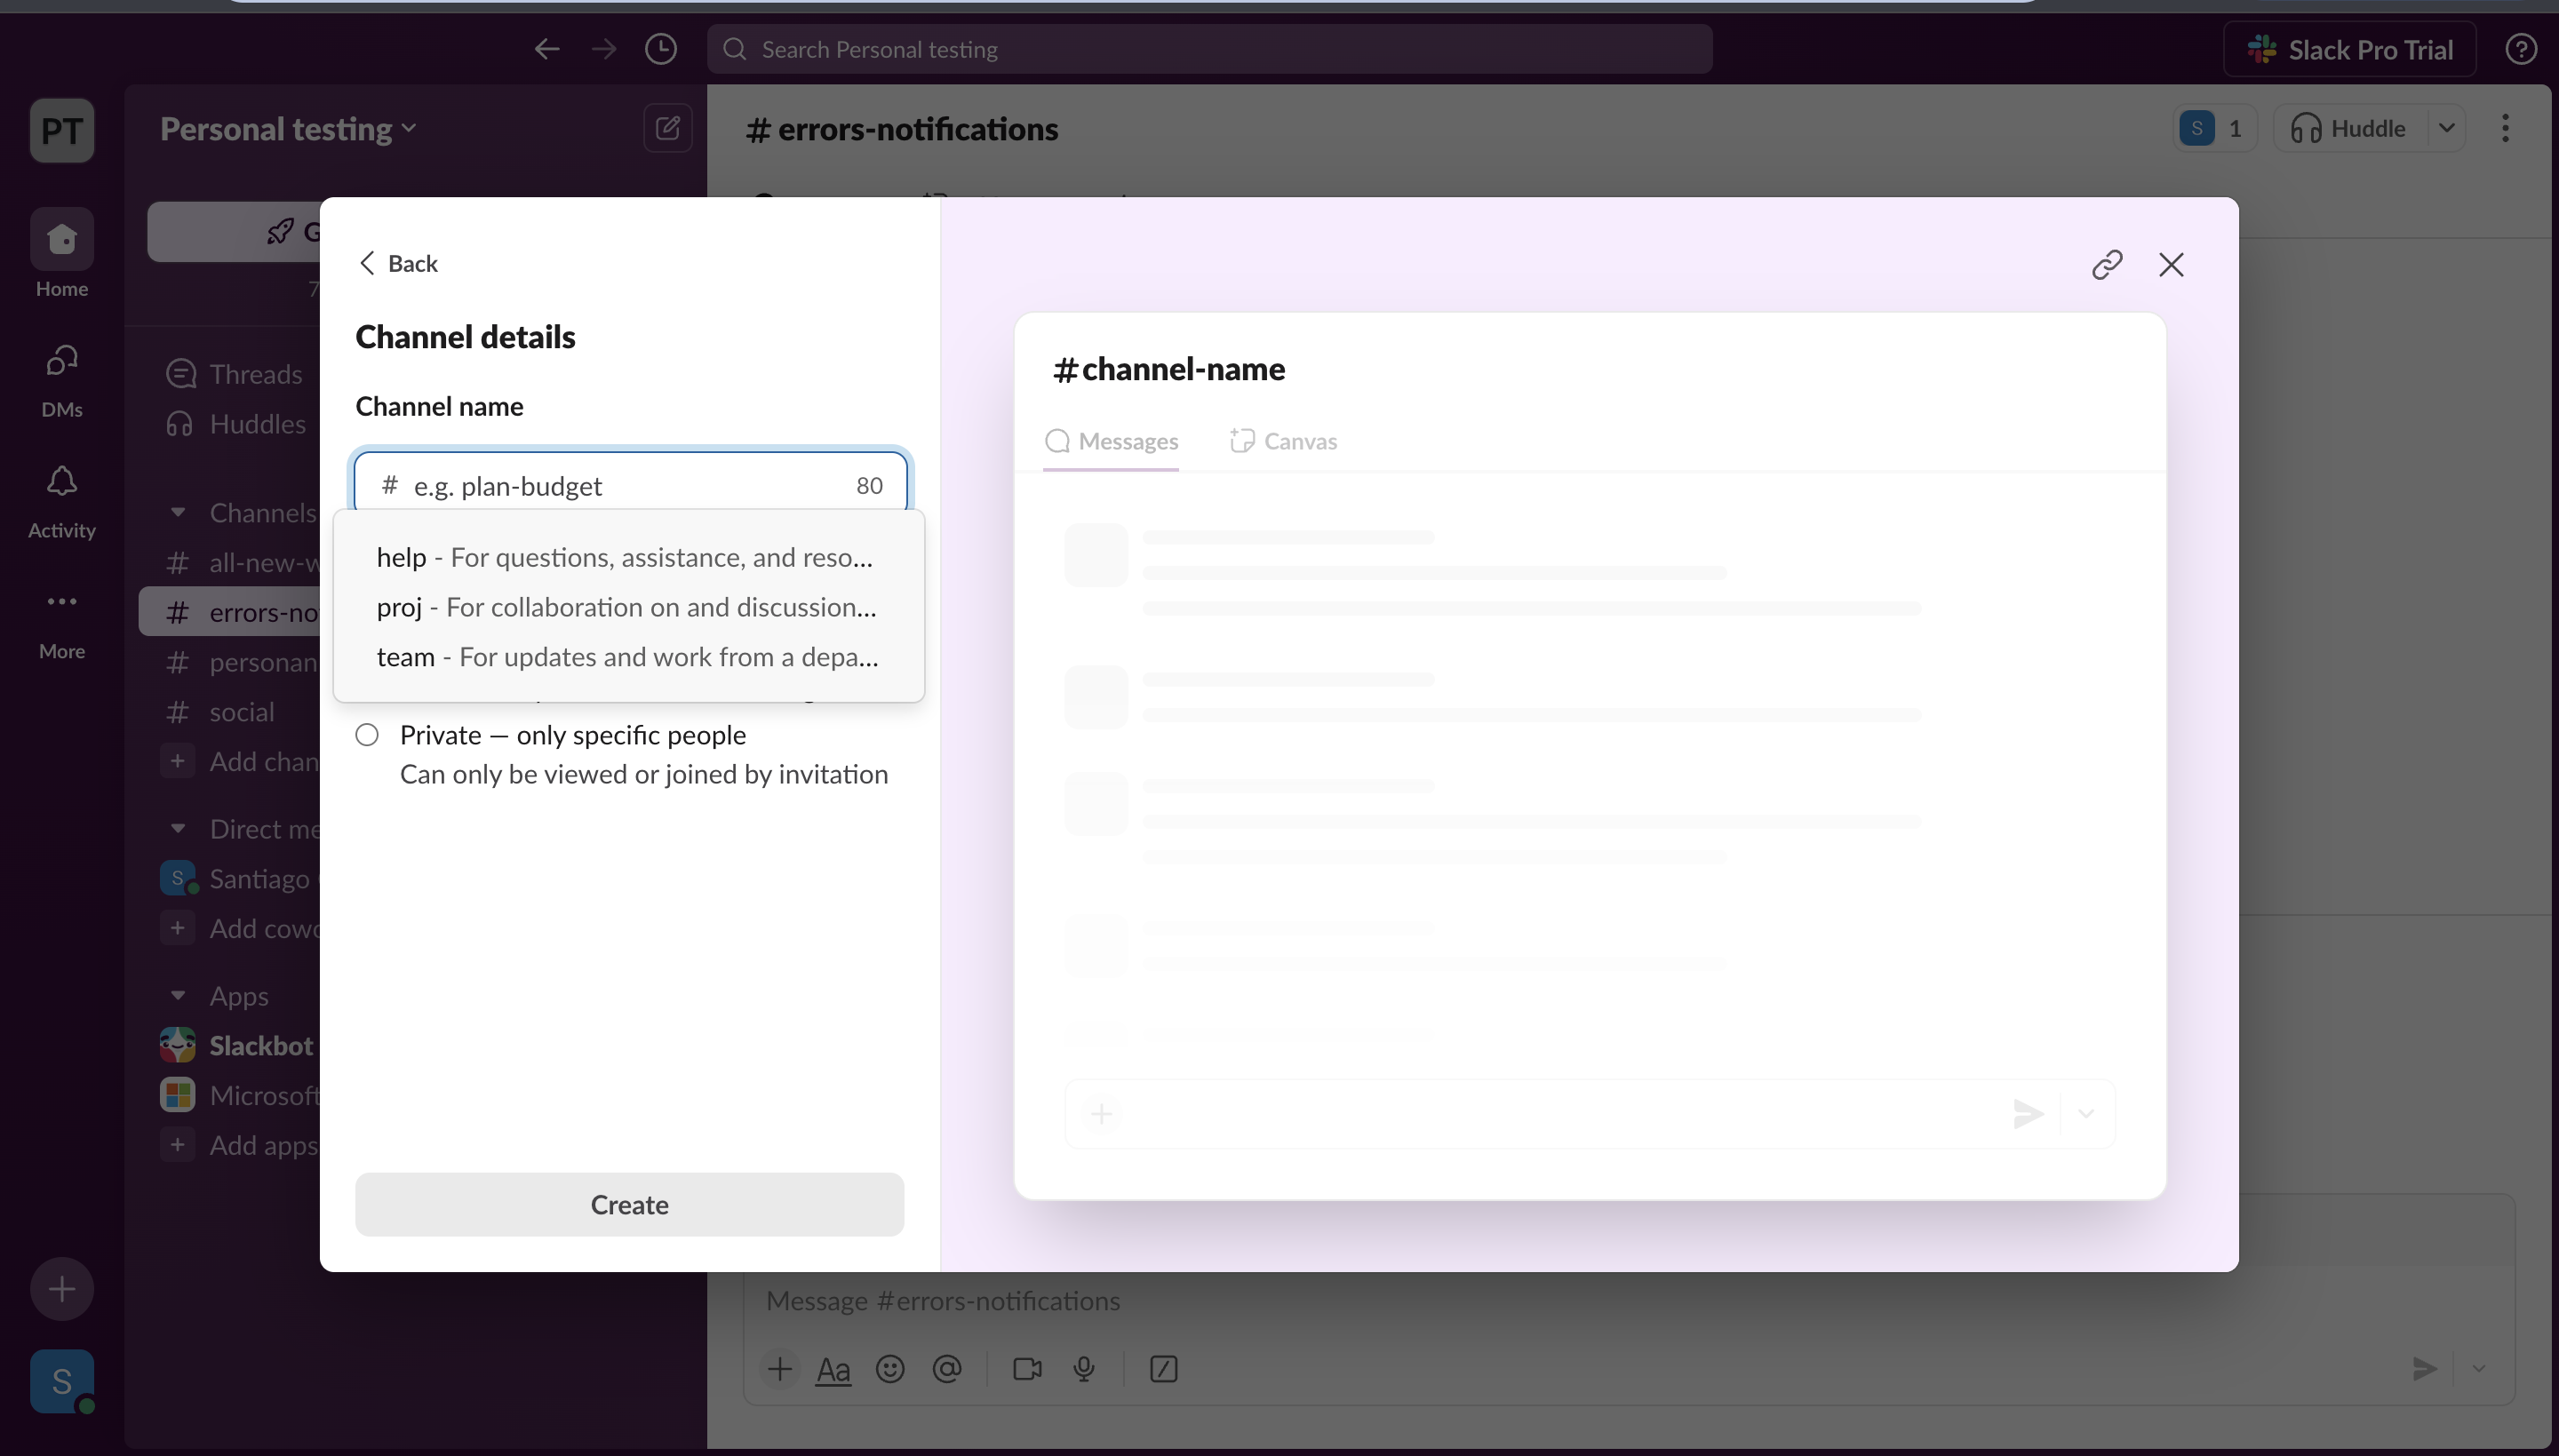 Search Personal testing
Slack Pro Trial
PT
Personal testing
# errors-notifications
S 1
Huddle
Home
DMs
Activity
More
Threads
Huddles
Channels
# all-new-w
# errors-no
# personan
# social
+ Add chan
Direct me
S Santiago
+ Add cowo
Apps
Slackbot
Microsoft
+ Add apps
S
Back
Channel details
Channel name
# e.g. plan-budget 80
help - For questions, assistance, and reso...
proj - For collaboration on and discussion...
team - For updates and work from a depa...
Private — only specific people
Can only be viewed or joined by invitation
Create
#channel-name
Messages Canvas
Message #errors-notifications
Aa